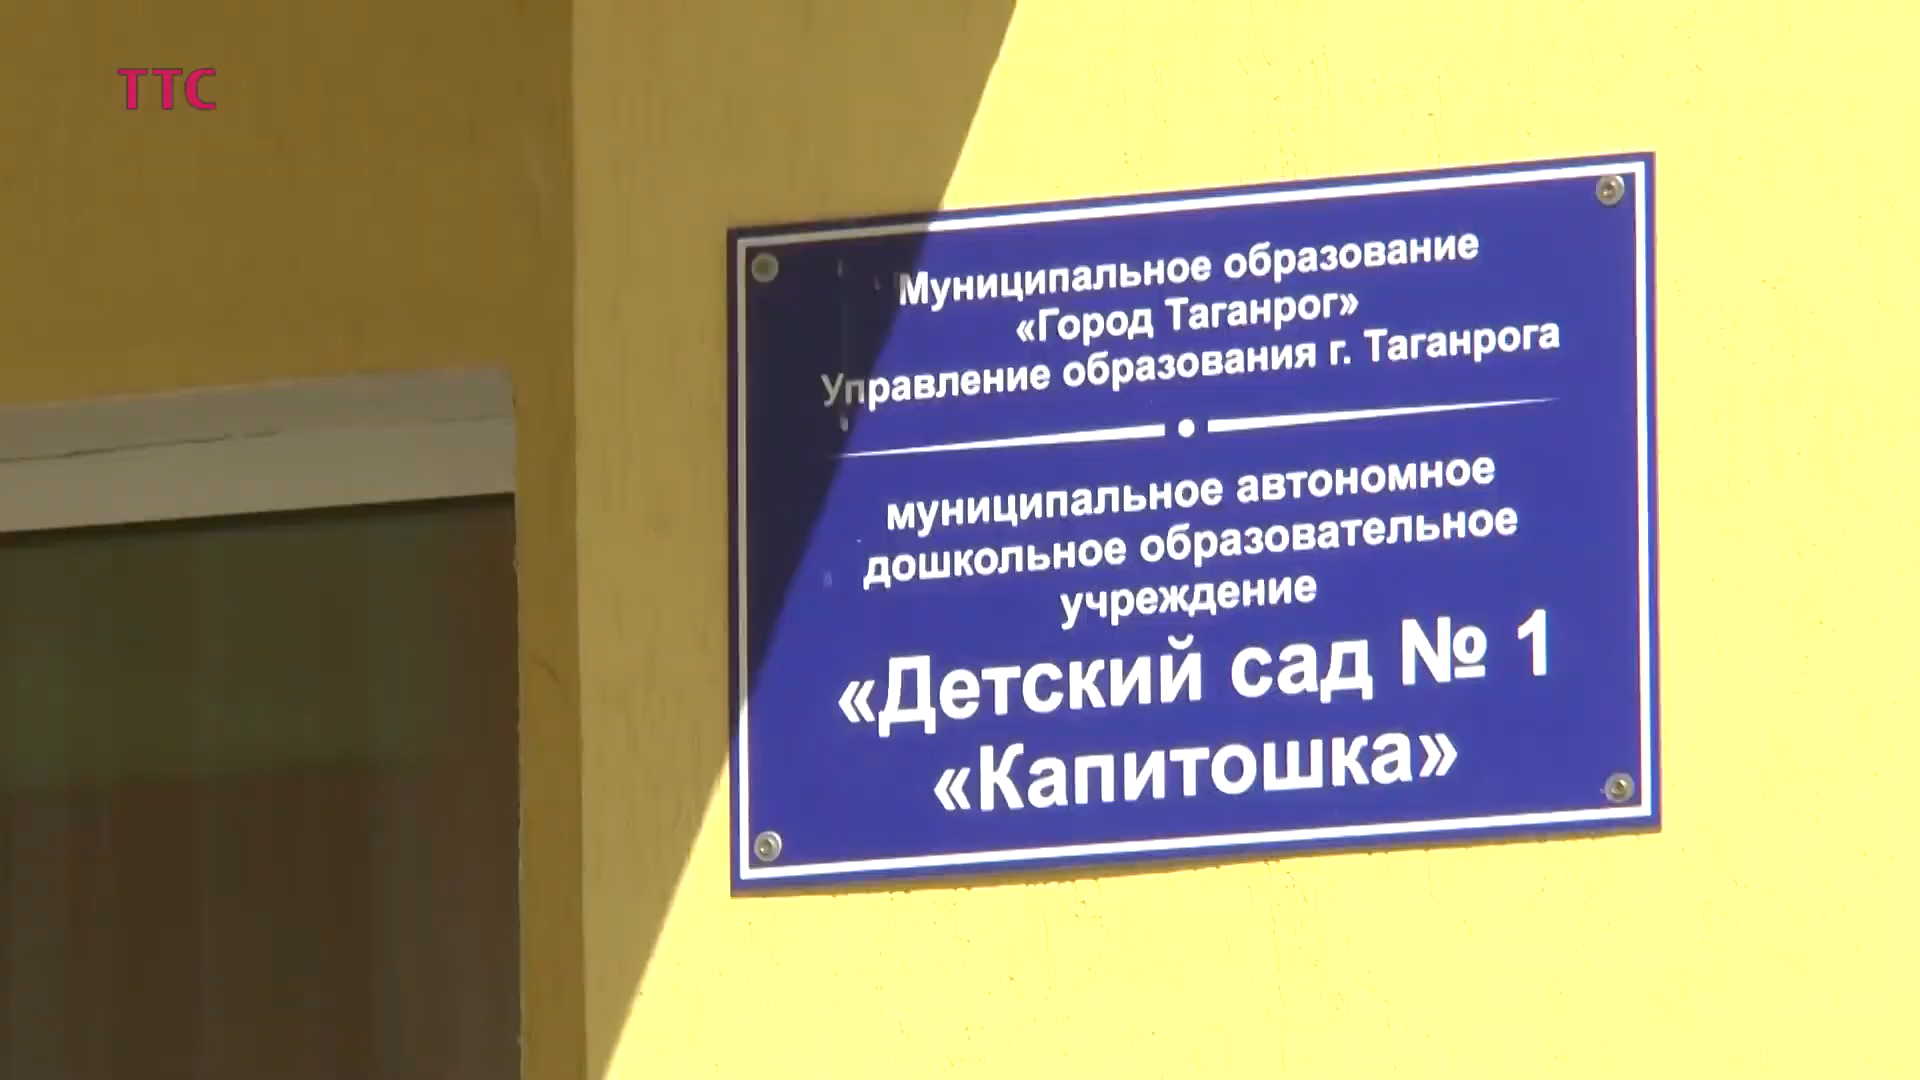 ТТС
Муниципальное образование
«Город Таганрог»
Управление образования г. Таганрога
муниципальное автономное
дошкольное образовательное
учреждение
«Детский сад № 1
«Капитошка»